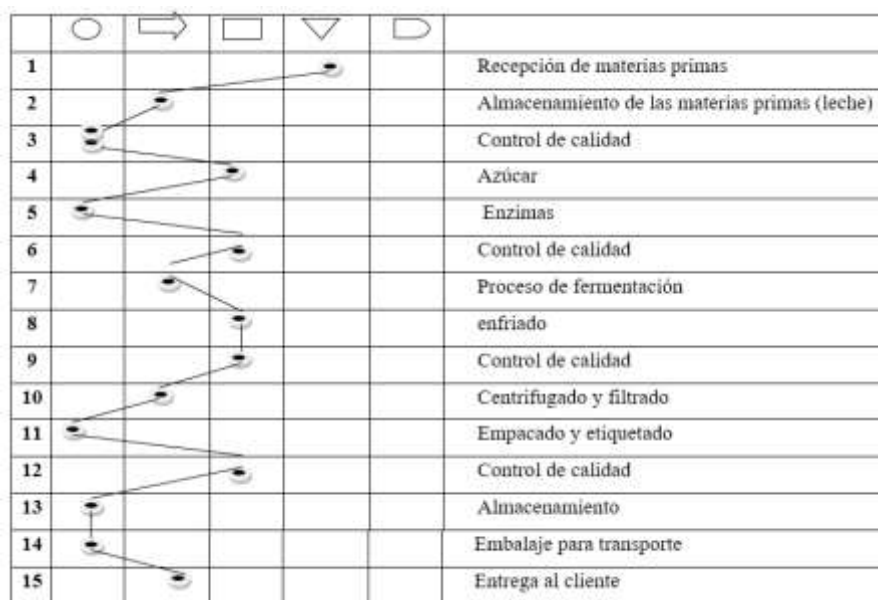 1 Recepción de materias primas
2 Almacenamiento de las materias primas (leche)
3 Control de calidad
4 Azúcar
5 Enzimas
6 Control de calidad
7 Proceso de fermentación
8 enfriado
9 Control de calidad
10 Centrifugado y filtrado
11 Empacado y etiquetado
12 Control de calidad
13 Almacenamiento
14 Embalaje para transporte
15 Entrega al cliente